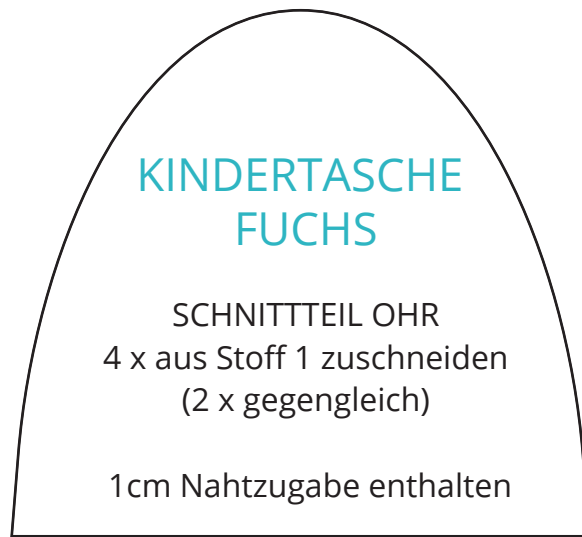 KINDERTASCHE
FUCHS
SCHNITTTEIL OHR
4 x aus Stoff 1 zuschneiden
(2 x gegengleich)
1cm Nahtzugabe enthalten